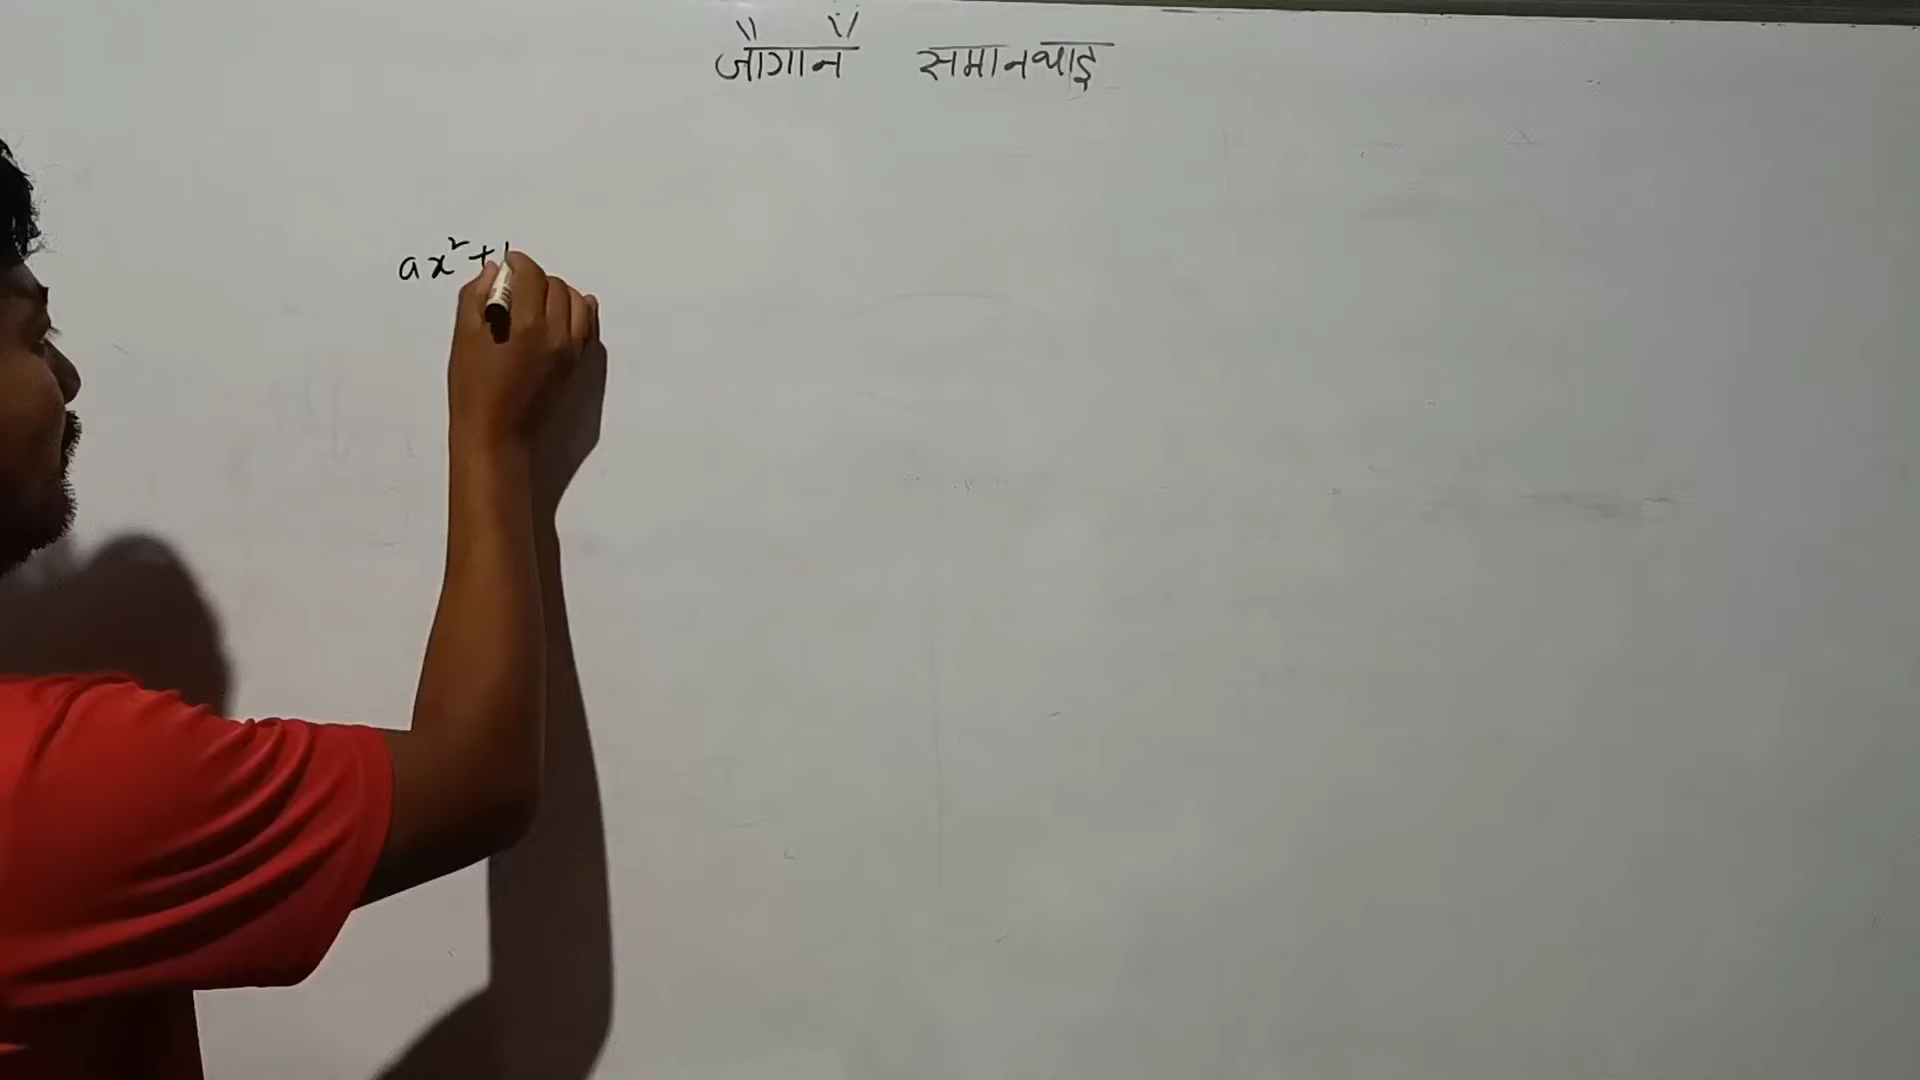 जौगानै समानथाइ
ax² +